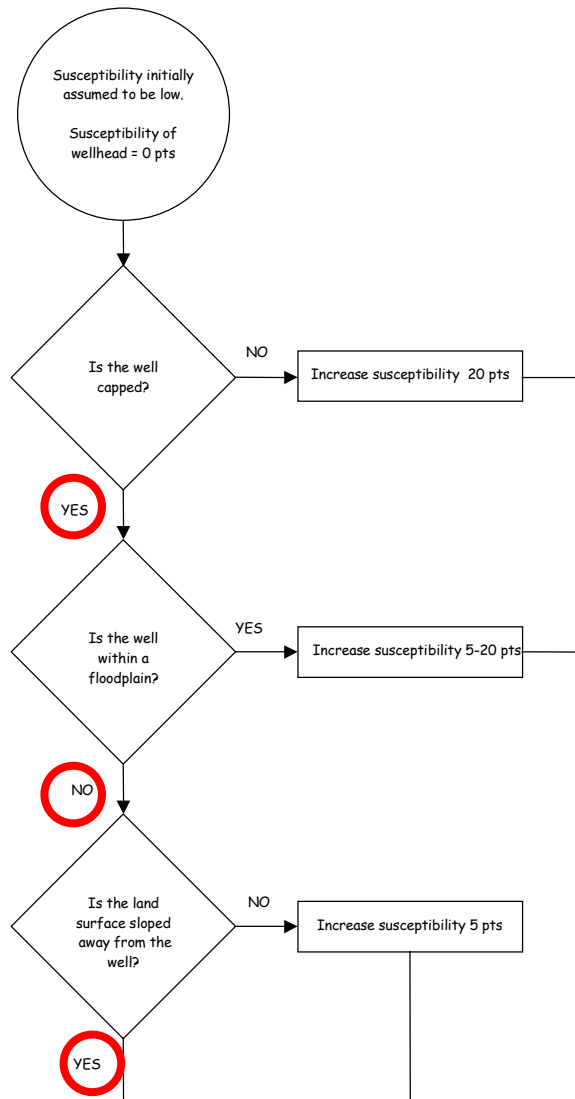 Susceptibility initially
assumed to be low.
Susceptibility of
wellhead = 0 pts
Is the well
capped?
NO
Increase susceptibility 20 pts
YES
Is the well
within a
floodplain?
YES
Increase susceptibility 5-20 pts
NO
Is the land
surface sloped
away from the
well?
NO
Increase susceptibility 5 pts
YES